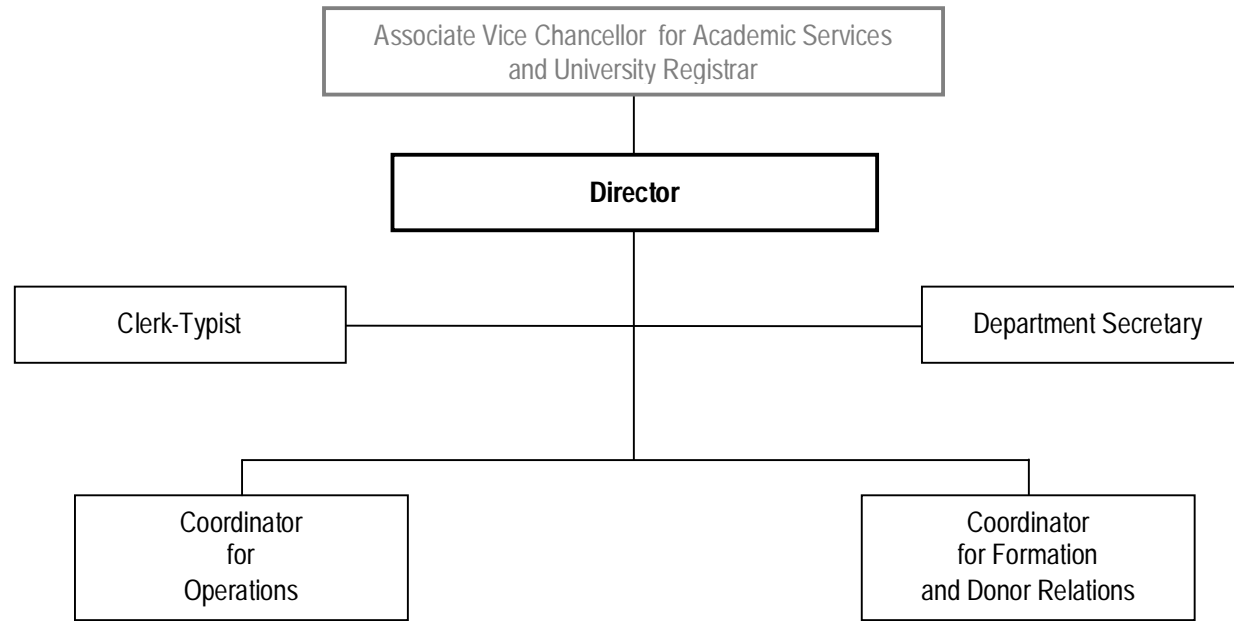 Associate Vice Chancellor for Academic Services
and University Registrar
Director
Clerk-Typist
Department Secretary
Coordinator
for
Operations
Coordinator
for Formation
and Donor Relations